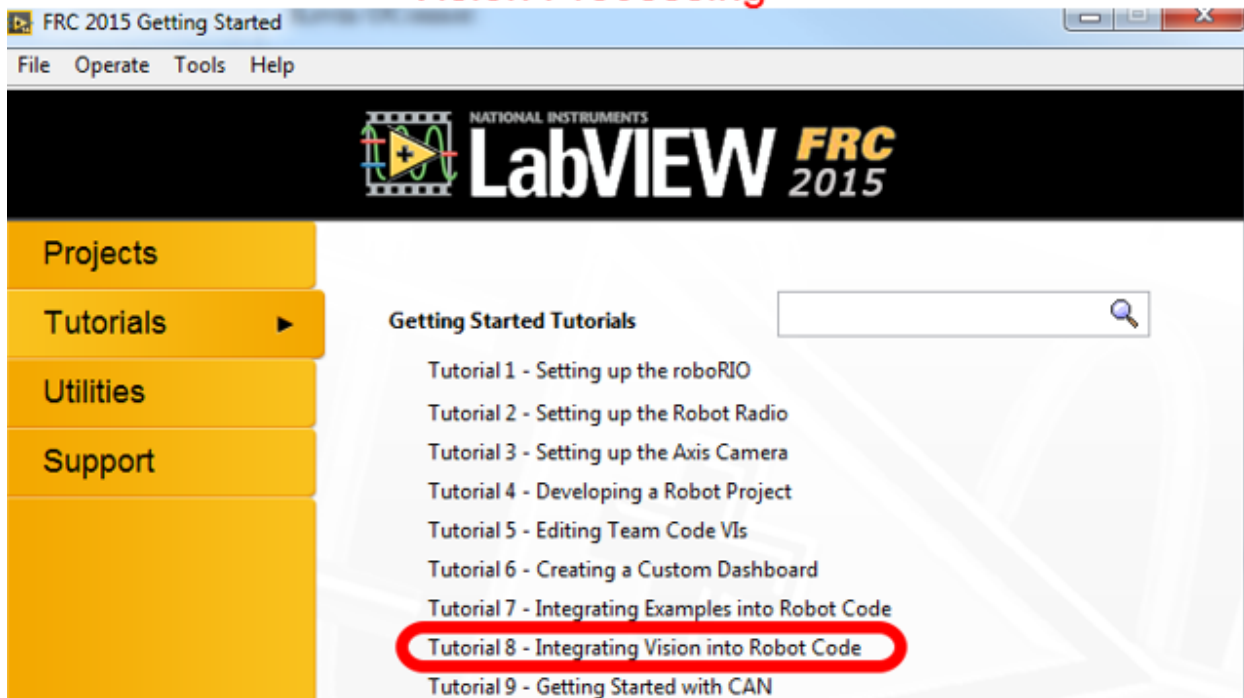 Vision Processing
FRC 2015 Getting Started
File Operate Tools Help
NATIONAL INSTRUMENTS
LabVIEW FRC 2015
Projects
Tutorials
Utilities
Support
Getting Started Tutorials
Tutorial 1 - Setting up the roboRIO
Tutorial 2 - Setting up the Robot Radio
Tutorial 3 - Setting up the Axis Camera
Tutorial 4 - Developing a Robot Project
Tutorial 5 - Editing Team Code VIs
Tutorial 6 - Creating a Custom Dashboard
Tutorial 7 - Integrating Examples into Robot Code
Tutorial 8 - Integrating Vision into Robot Code
Tutorial 9 - Getting Started with CAN